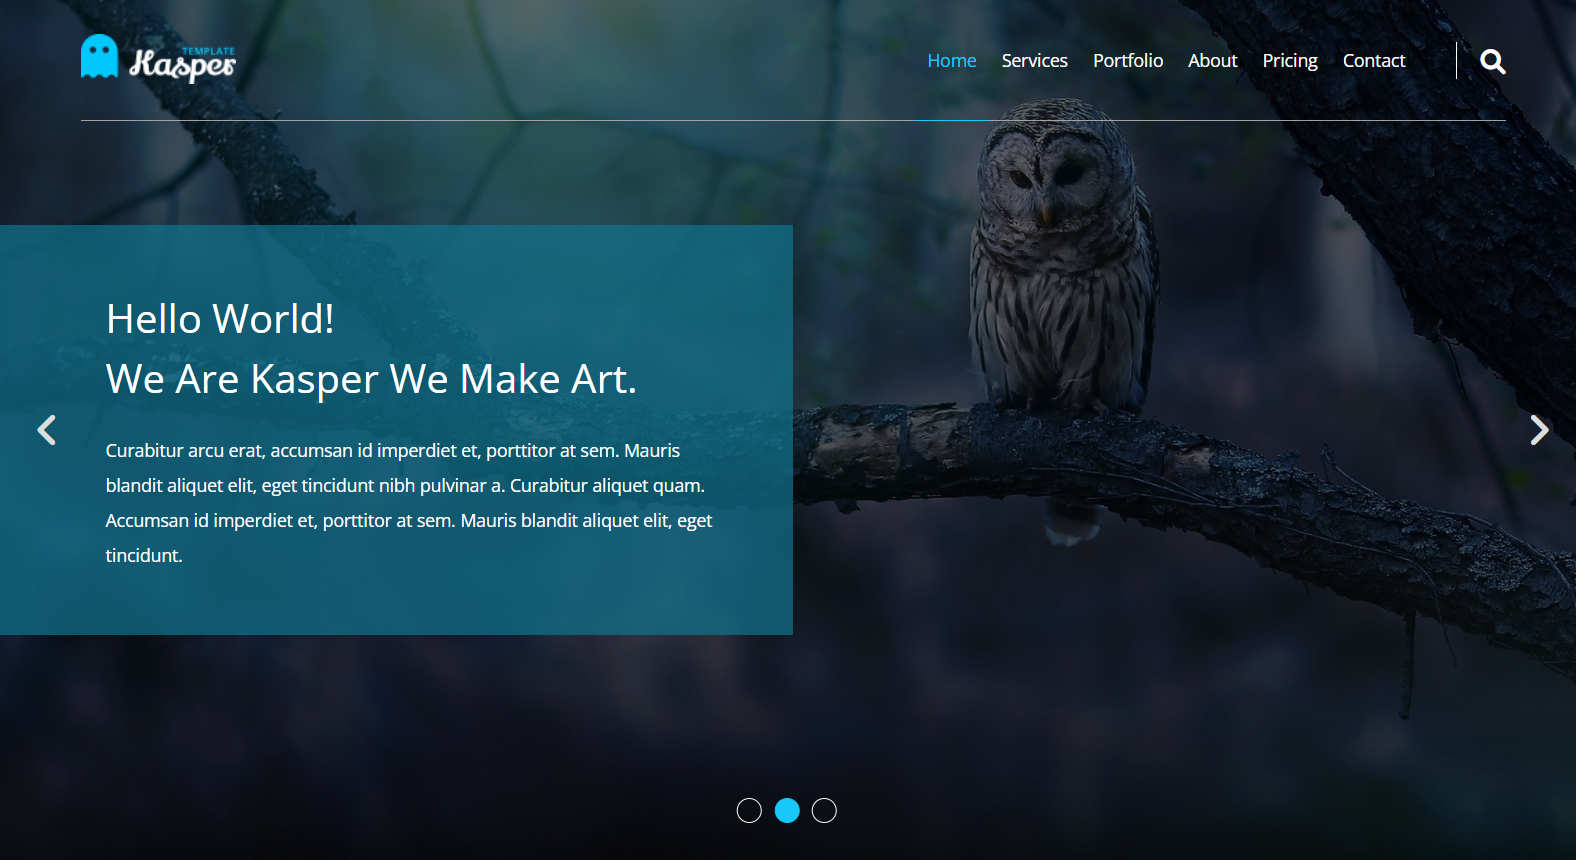 TEMPLATE
Kasper
Home Services Portfolio About Pricing Contact
Hello World!
We Are Kasper We Make Art.
Curabitur arcu erat, accumsan id imperdiet et, porttitor at sem. Mauris
blandit aliquet elit, eget tincidunt nibh pulvinar a. Curabitur aliquet quam.
Accumsan id imperdiet et, porttitor at sem. Mauris blandit aliquet elit, eget
tincidunt.